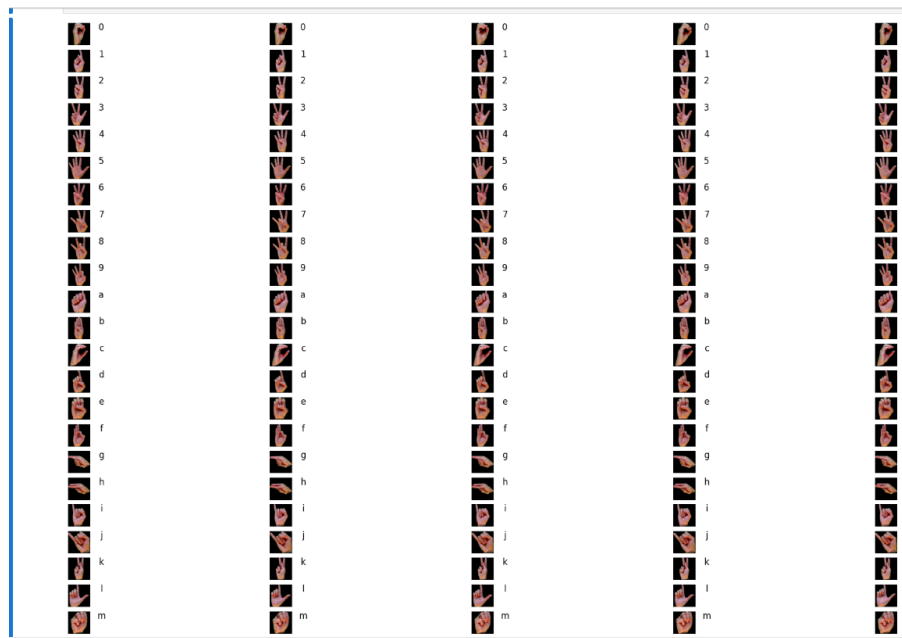 0 0 0 0
1 1 1 1
2 2 2 2
3 3 3 3
4 4 4 4
5 5 5 5
6 6 6 6
7 7 7 7
8 8 8 8
9 9 9 9
a a a a
b b b b
c c c c
d d d d
e e e e
f f f f
g g g g
h h h h
i i i i
j j j j
k k k k
l l l l
m m m m